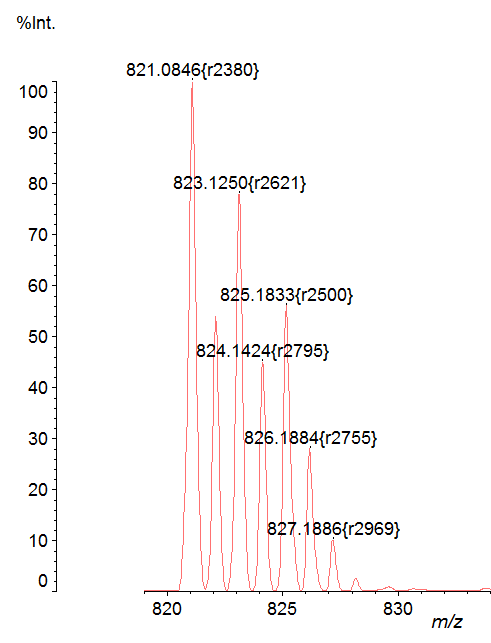 %Int.
821.0846{r2380}
100
90
823.1250{r2621}
80
70
825.1833{r2500}
60
50
824.1424{r2795}
40
826.1884{r2755}
30
20
827.1886{r2969}
10
0
820 825 830
m/z